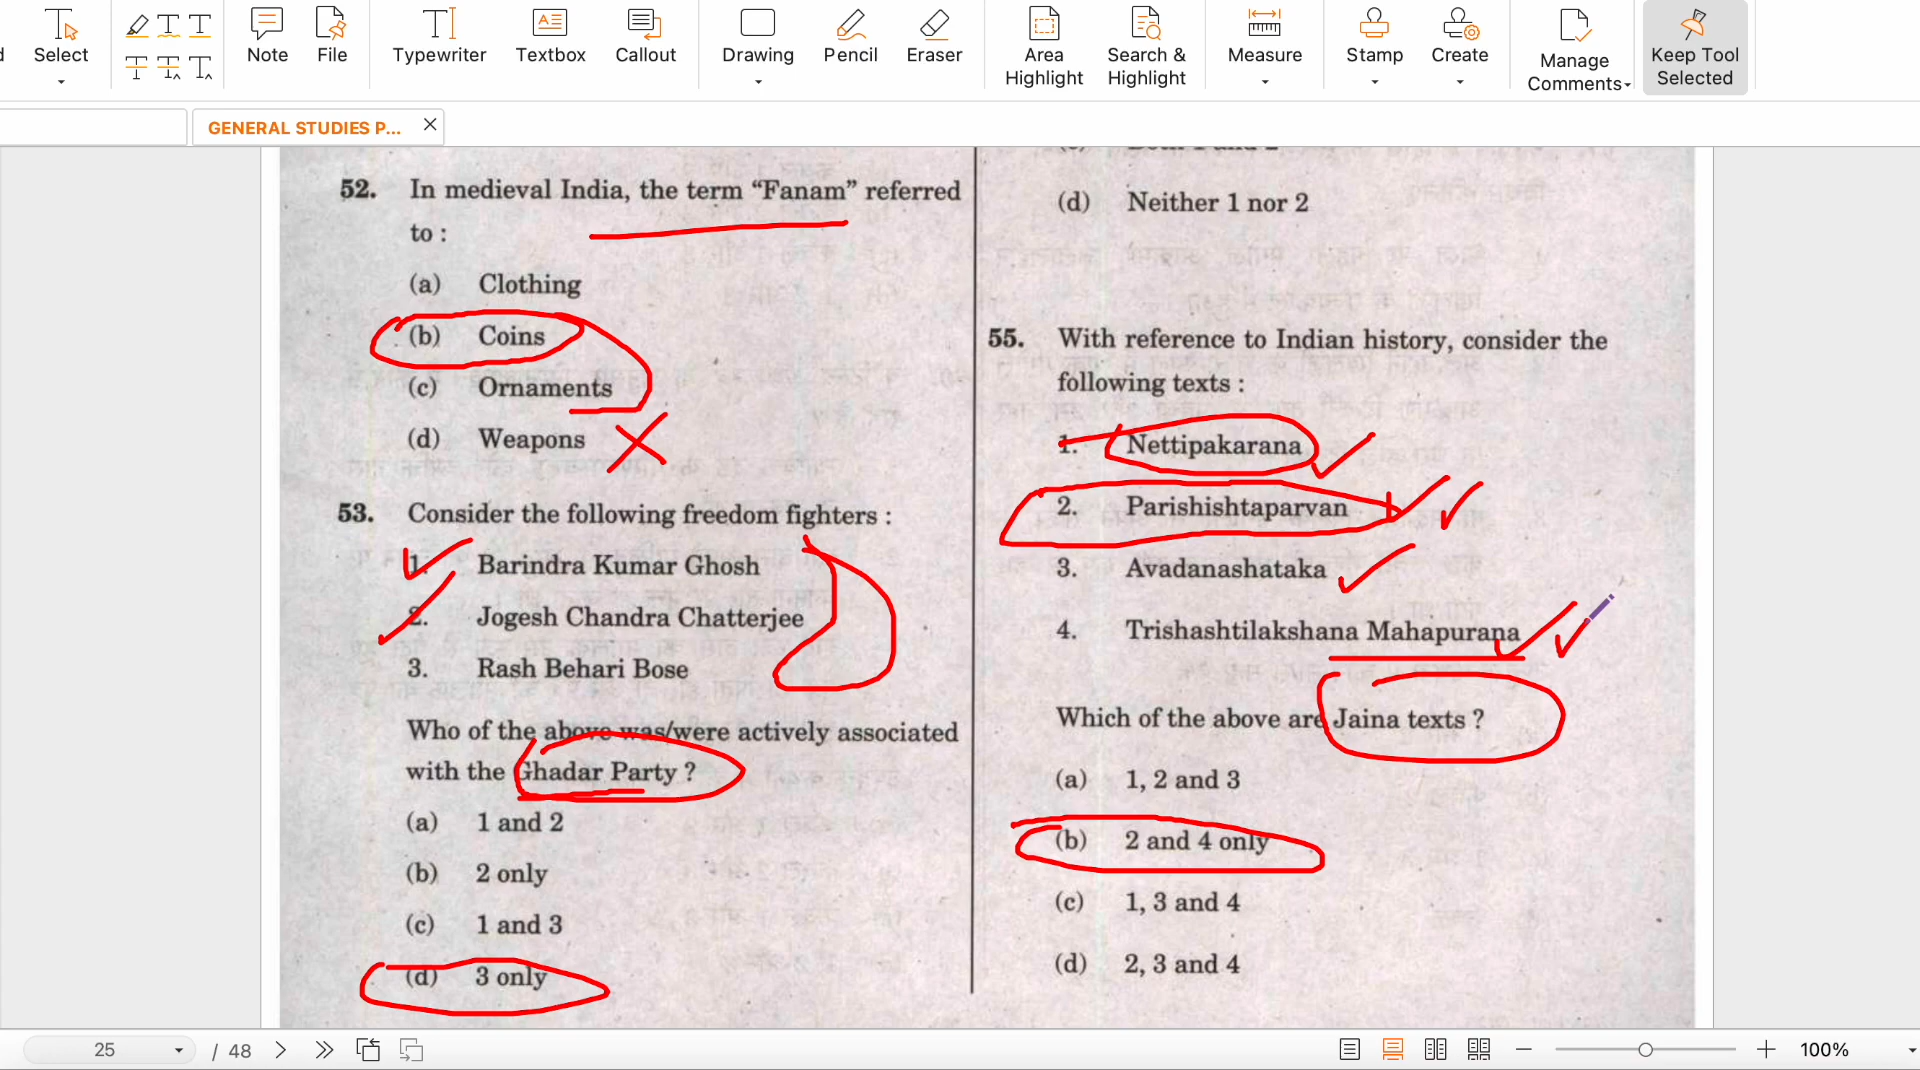 Select
Note
File
Typewriter
Textbox
Callout
Drawing
Pencil
Eraser
Area
Highlight
Search &
Highlight
Measure
Stamp
Create
Manage
Comments
Keep Tool
Selected
GENERAL STUDIES P...
52. In medieval India, the term “Fanam” referred
to :
(a) Clothing
(b) Coins
(c) Ornaments
(d) Weapons
53. Consider the following freedom fighters :
1. Barindra Kumar Ghosh
2. Jogesh Chandra Chatterjee
3. Rash Behari Bose
Who of the above was/were actively associated
with the Ghadar Party ?
(a) 1 and 2
(b) 2 only
(c) 1 and 3
(d) 3 only
(d) Neither 1 nor 2
55. With reference to Indian history, consider the
following texts :
1. Nettipakarana
2. Parishishtaparvan
3. Avadanashataka
4. Trishashtilakshana Mahapurana
Which of the above are Jaina texts ?
(a) 1, 2 and 3
(b) 2 and 4 only
(c) 1, 3 and 4
(d) 2, 3 and 4
25 / 48
100%